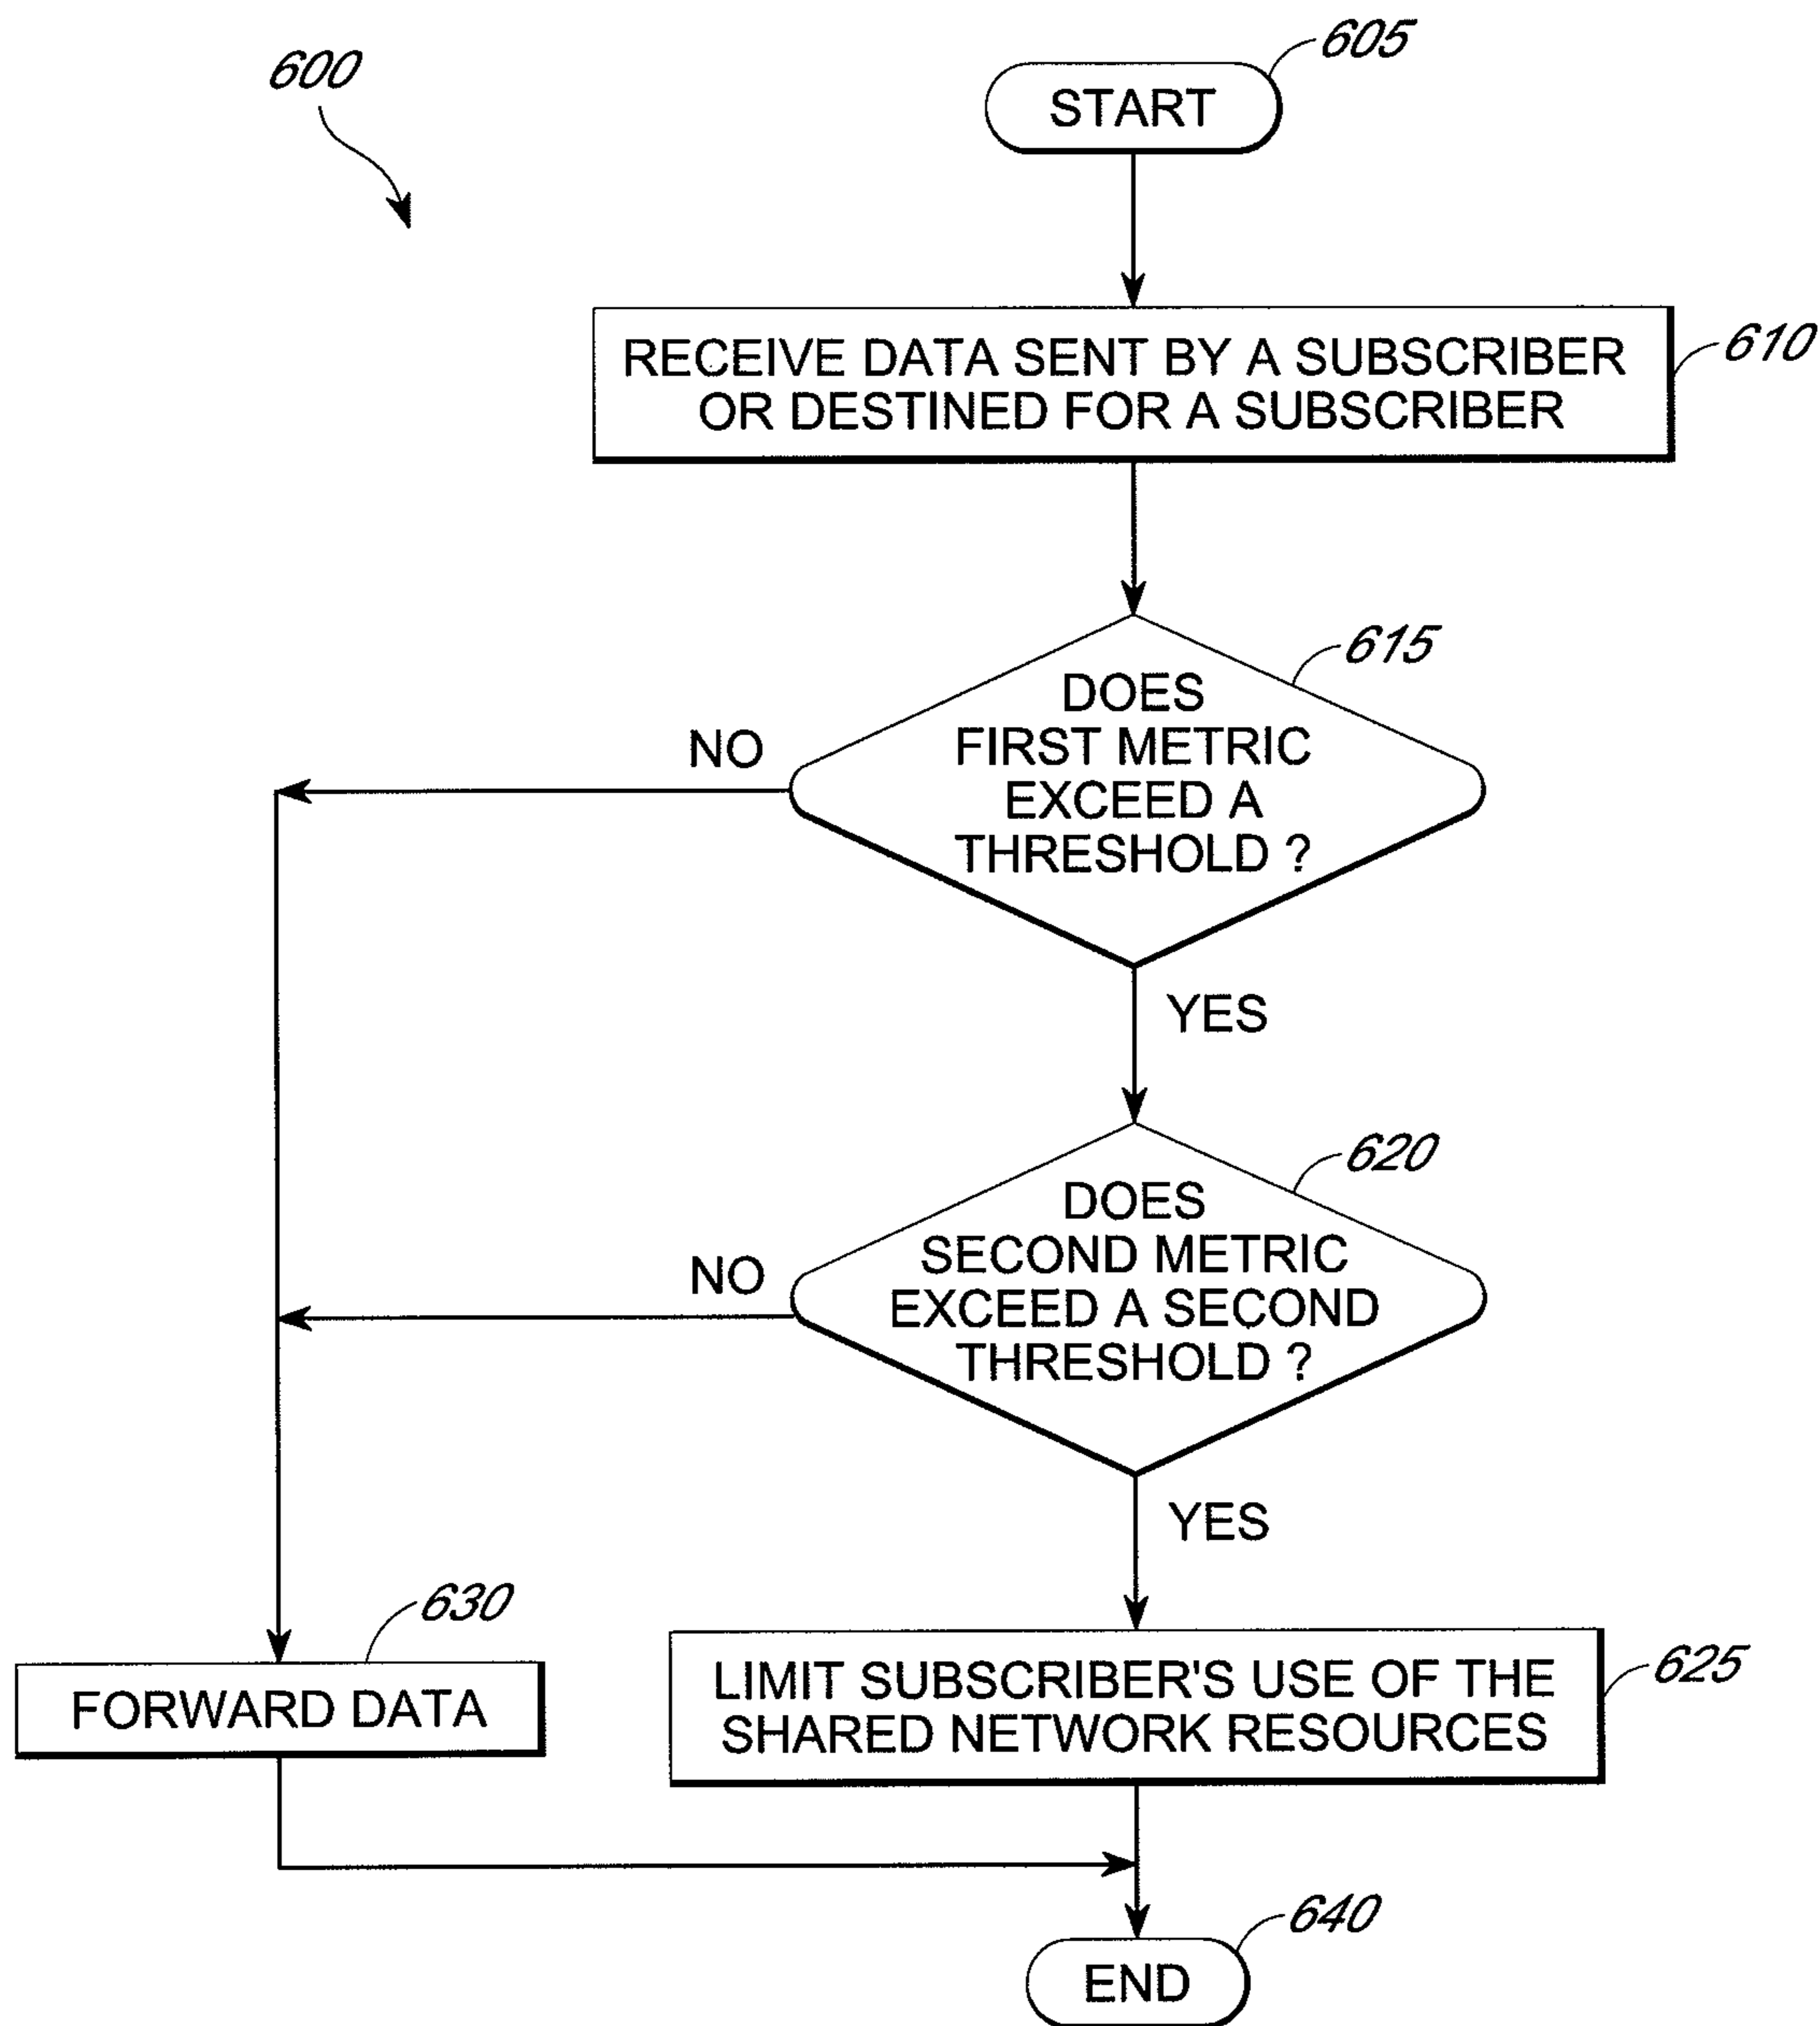 600
605
START
RECEIVE DATA SENT BY A SUBSCRIBER
OR DESTINED FOR A SUBSCRIBER
610
615
DOES
FIRST METRIC
EXCEED A
THRESHOLD ?
NO
YES
620
DOES
SECOND METRIC
EXCEED A SECOND
THRESHOLD ?
NO
YES
630
FORWARD DATA
LIMIT SUBSCRIBER'S USE OF THE
SHARED NETWORK RESOURCES
625
640
END